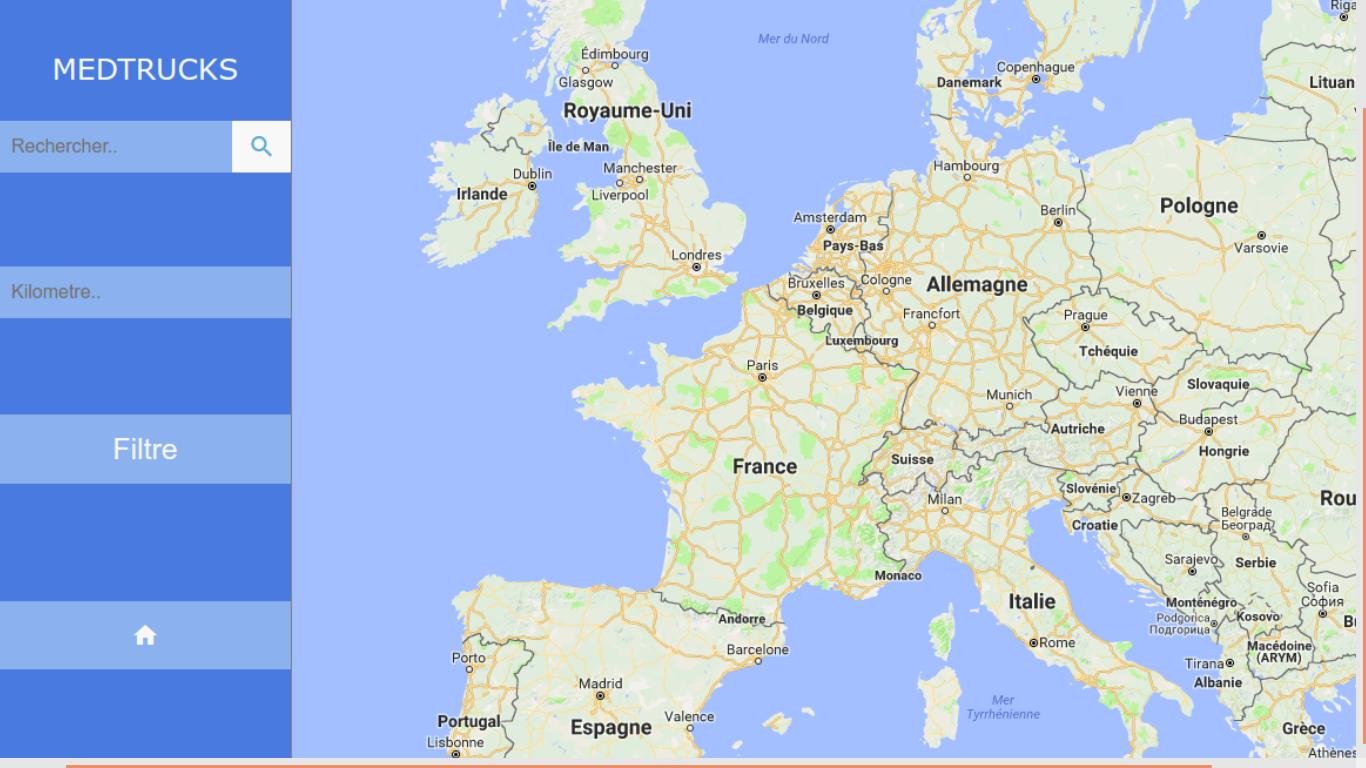 MEDTRUCKS
Rechercher..
Kilometre..
Filtre
Mer du Nord
Riga
Édimbourg
Glasgow
Copenhague
Danemark
Lituan
Royaume-Uni
Île de Man
Manchester
Liverpool
Dublin
Irlande
Hambourg
Berlin
Pologne
Varsovie
Amsterdam
Pays-Bas
Londres
Bruxelles
Cologne
Allemagne
Belgique
Francfort
Luxembourg
Prague
Tchéquie
Paris
Munich
Vienne
Slovaquie
Autriche
Budapest
Hongrie
France
Suisse
Milan
Slovénie
Zagreb
Rou
Croatie
Belgrade
Београд
Sarajevo
Serbie
Monaco
Sofia
София
Italie
Monténégro
Podgorica
Подгорица
Kosovo
Andorre
Macédoine
(ARYM)
Barcelone
Rome
Porto
Tirana
Albanie
Madrid
Mer
Tyrrhénienne
Valence
Portugal
Espagne
Lisbonne
Grèce
Athènes